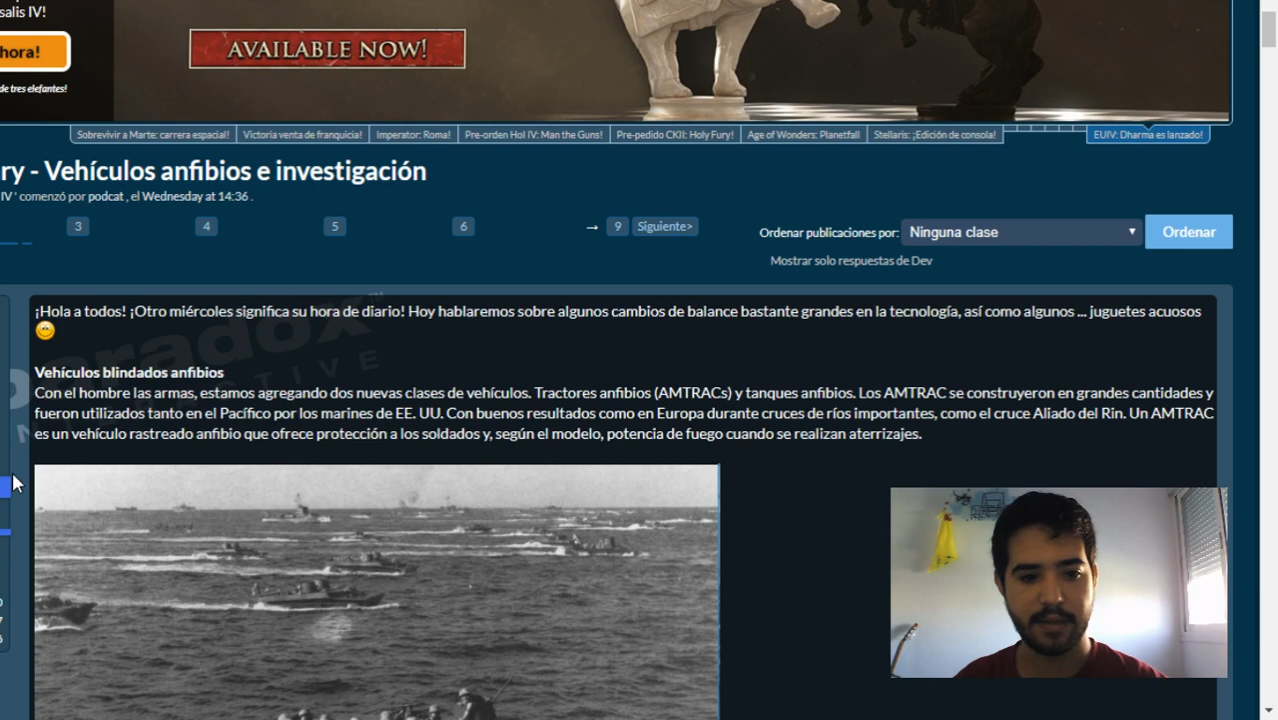 salis IV!
hora!
de tres elefantes!
AVAILABLE NOW!
Sobrevivir a Marte: carrera espacial! Victoria venta de franquicia! Imperator: Roma! Pre-orden HoI IV: Man the Guns! Pre-pedido CKII: Holy Fury! Age of Wonders: Planetfall Stellaris: ¡Edición de consola! EUIV: Dharma es lanzado!
ry - Vehículos anfibios e investigación
IV ' comenzó por podcat , el Wednesday at 14:36 .
3 4 5 6 → 9 Siguiente> Ordenar publicaciones por: Ninguna clase Ordenar
Mostrar solo respuestas de Dev
¡Hola a todos! ¡Otro miércoles significa su hora de diario! Hoy hablaremos sobre algunos cambios de balance bastante grandes en la tecnología, así como algunos ... juguetes acuosos
Vehículos blindados anfibios
Con el hombre las armas, estamos agregando dos nuevas clases de vehículos. Tractores anfibios (AMTRACs) y tanques anfibios. Los AMTRAC se construyeron en grandes cantidades y
fueron utilizados tanto en el Pacífico por los marines de EE. UU. Con buenos resultados como en Europa durante cruces de ríos importantes, como el cruce Aliado del Rin. Un AMTRAC
es un vehículo rastreado anfibio que ofrece protección a los soldados y, según el modelo, potencia de fuego cuando se realizan aterrizajes.